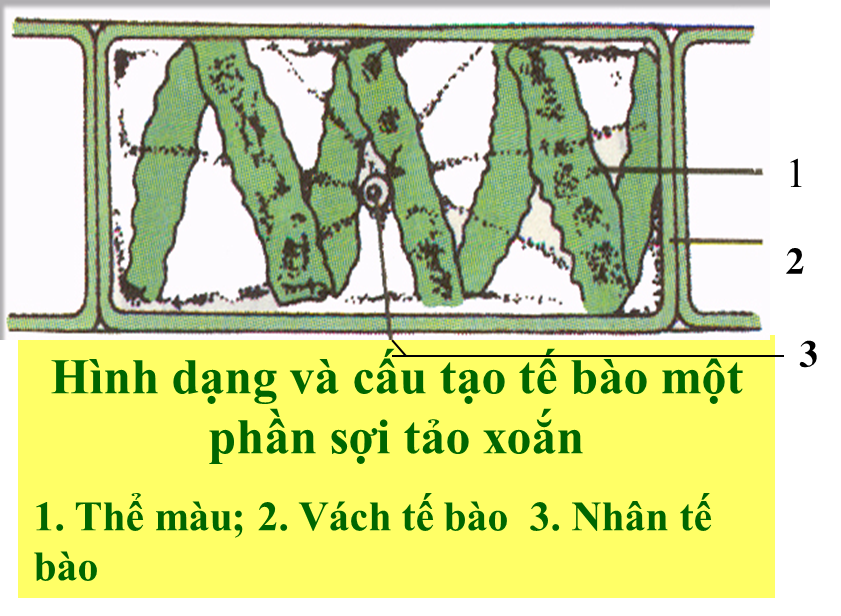 1
2
3
Hình dạng và cấu tạo tế bào một
phần sợi tảo xoắn
1. Thể màu; 2. Vách tế bào 3. Nhân tế
bào